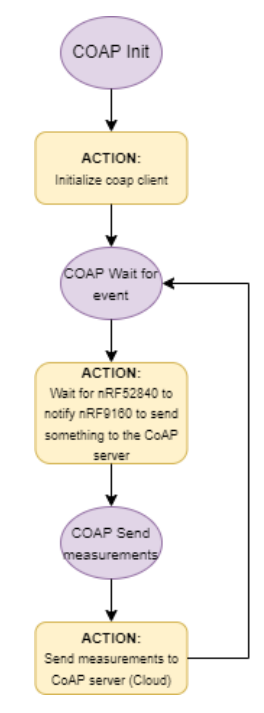 COAP Init
ACTION:
Initialize coap client
COAP Wait for
event
ACTION:
Wait for nRF52840 to
notify nRF9160 to send
something to the CoAP
server
COAP Send
measurements
ACTION:
Send measurements to
CoAP server (Cloud)